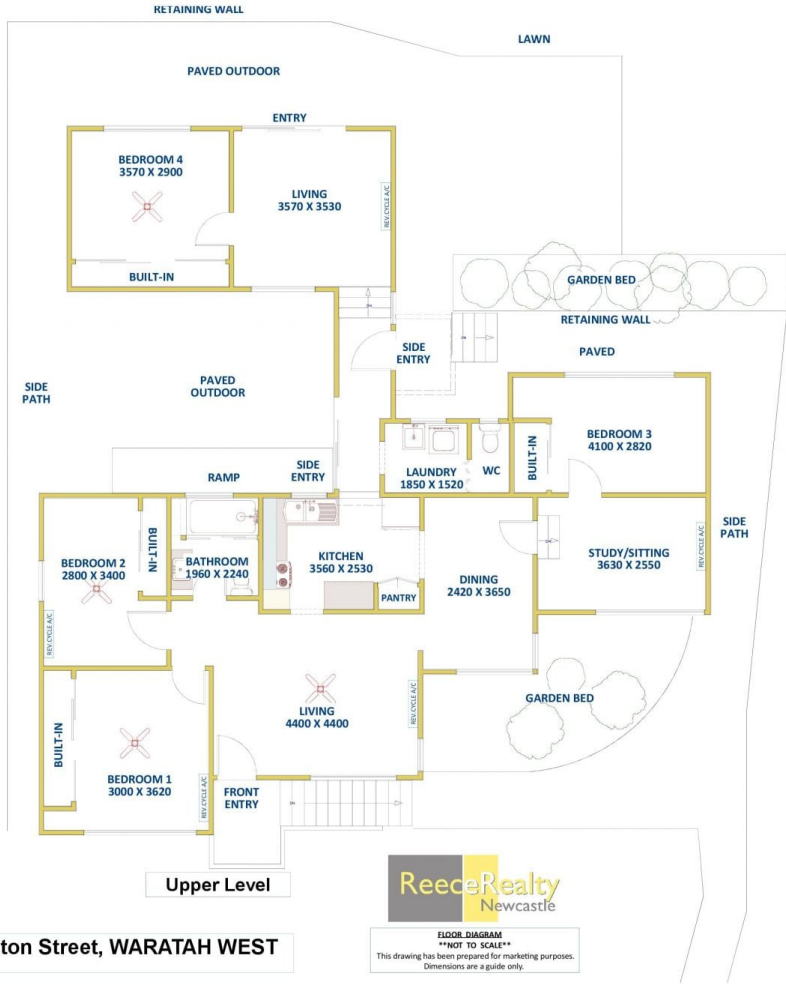 RETAINING WALL
LAWN
PAVED OUTDOOR
ENTRY
BEDROOM 4
3570 X 2900
LIVING
3570 X 3530
REV.CYCLE A/C
BUILT-IN
GARDEN BED
RETAINING WALL
DN
SIDE
ENTRY
DN
PAVED
SIDE
PATH
PAVED
OUTDOOR
BEDROOM 3
4100 X 2820
BUILT-IN
LAUNDRY
1850 X 1520
WC
SIDE
ENTRY
RAMP
SIDE
PATH
BEDROOM 2
2800 X 3400
BUILT-IN
BATHROOM
1960 X 2240
KITCHEN
3560 X 2530
PANTRY
DINING
2420 X 3650
DN
STUDY/SITTING
3630 X 2550
REV.CYCLE A/C
REV.CYCLE A/C
LIVING
4400 X 4400
REV.CYCLE A/C
GARDEN BED
BUILT-IN
BEDROOM 1
3000 X 3620
REV.CYCLE A/C
FRONT
ENTRY
DN
Upper Level
ReeceRealty
Newcastle
ton Street, WARATAH WEST
FLOOR DIAGRAM
**NOT TO SCALE**
This drawing has been prepared for marketing purposes.
Dimensions are a guide only.